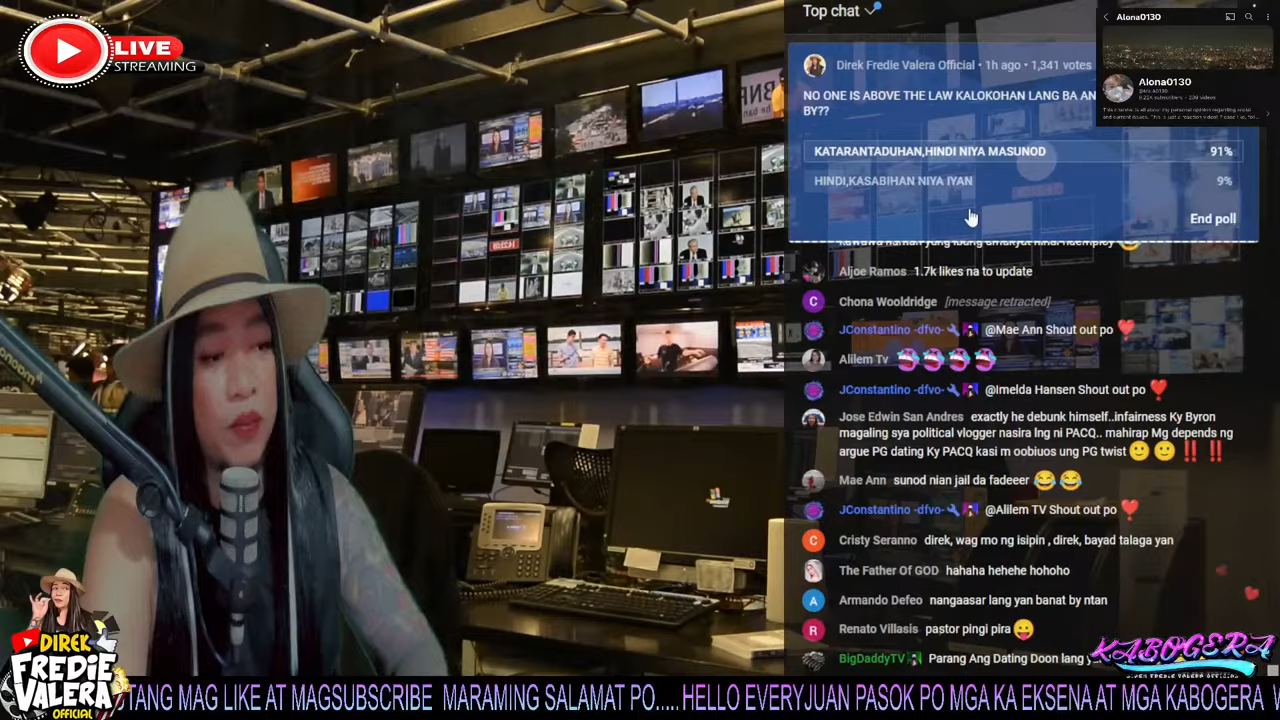 LIVE
STREAMING
Top chat
Alona0130
Direk Fredie Valera Official • 1h ago • 1,341 votes
Alona0130
NO ONE IS ABOVE THE LAW KALOKOHAN LANG BA AN
BY??
KATARANTADUHAN,HINDI NIYA MASUNOD 91%
HINDI,KASABIHAN NIYA IYAN 9%
End poll
Aljoe Ramos 1.7k likes na to update
C Chona Wooldridge [message retracted]
JConstantino -dfvo- @Mae Ann Shout out po ❤️
Alilem Tv
JConstantino -dfvo- @Imelda Hansen Shout out po ❤️
Jose Edwin San Andres exactly he debunk himself..infairness Ky Byron
magaling sya political vlogger nasira lng ni PACQ.. mahirap Mg depends ng
argue PG dating Ky PACQ kasi m oobiuos ung PG twist 🙂 🙂 ‼️ ‼️
Mae Ann sunod nian jail da fadeeer 😂 😂
JConstantino -dfvo- @Alilem TV Shout out po ❤️
C Cristy Seranno direk, wag mo ng isipin , direk, bayad talaga yan
The Father Of GOD hahaha hehehe hohoho
A Armando Defeo nangaasar lang yan banat by ntan
R Renato Villasis pastor pingi pira 😛
BigDaddyTV Parang Ang Dating Doon lang
KABOGERA
DIREK
FREDIE
VALERA
OFFICIAL
TANG MAG LIKE AT MAGSUBSCRIBE MARAMING SALAMAT PO..... HELLO EVERYJUAN PASOK PO MGA KA EKSENA AT MGA KABOGERA